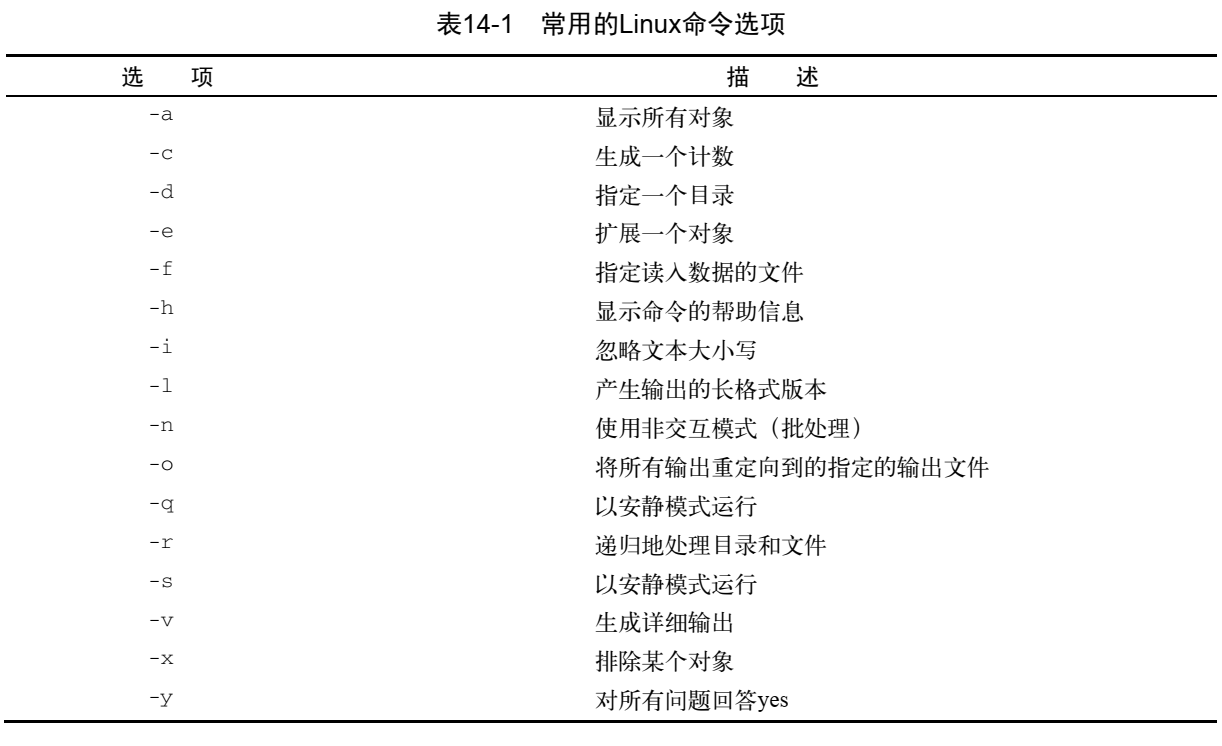 表14-1 常用的Linux命令选项
选 项 描 述
-a 显示所有对象
-c 生成一个计数
-d 指定一个目录
-e 扩展一个对象
-f 指定读入数据的文件
-h 显示命令的帮助信息
-i 忽略文本大小写
-l 产生输出的长格式版本
-n 使用非交互模式（批处理）
-o 将所有输出重定向到的指定的输出文件
-q 以安静模式运行
-r 递归地处理目录和文件
-s 以安静模式运行
-v 生成详细输出
-x 排除某个对象
-y 对所有问题回答yes